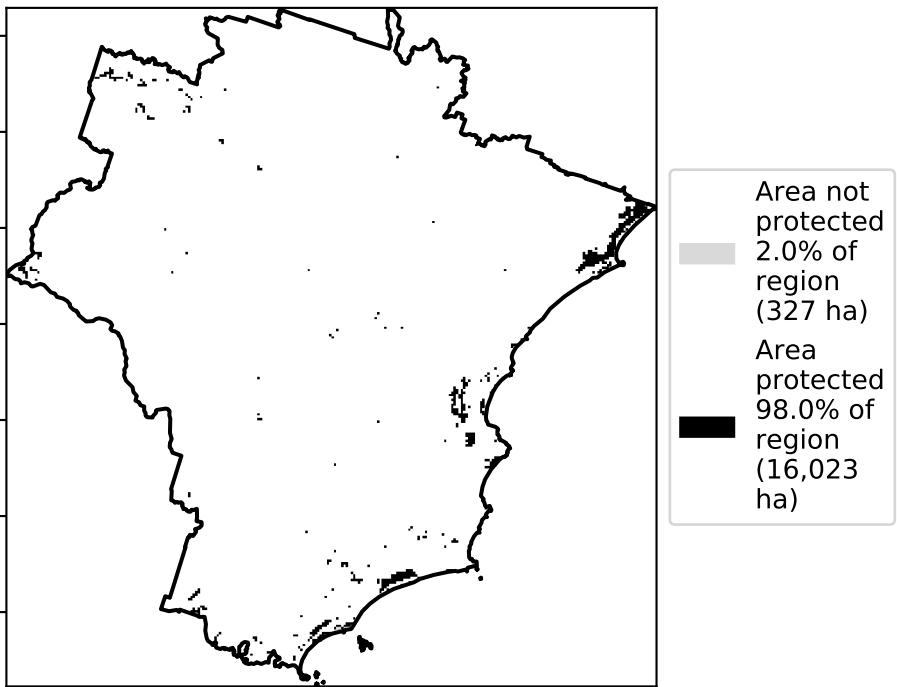 Area not
protected
2.0% of
region
(327 ha)
Area
protected
98.0% of
region
(16,023
ha)